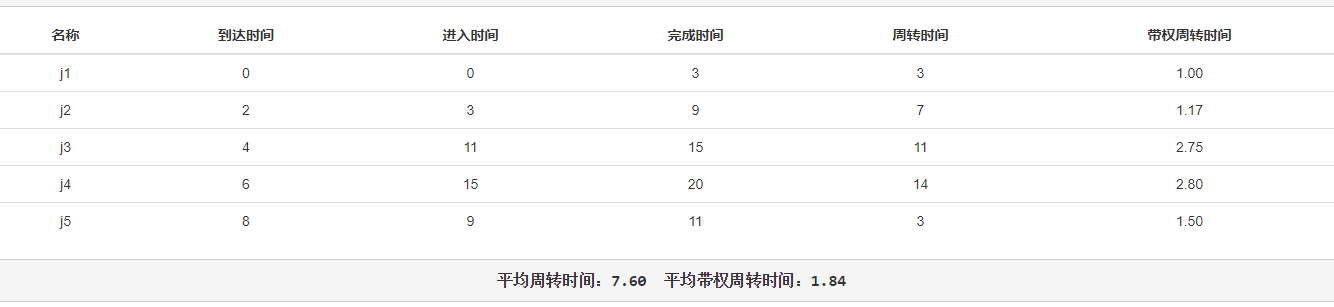 名称 到达时间 进入时间 完成时间 周转时间 带权周转时间
j1 0 0 3 3 1.00
j2 2 3 9 7 1.17
j3 4 11 15 11 2.75
j4 6 15 20 14 2.80
j5 8 9 11 3 1.50
平均周转时间：7.60 平均带权周转时间：1.84